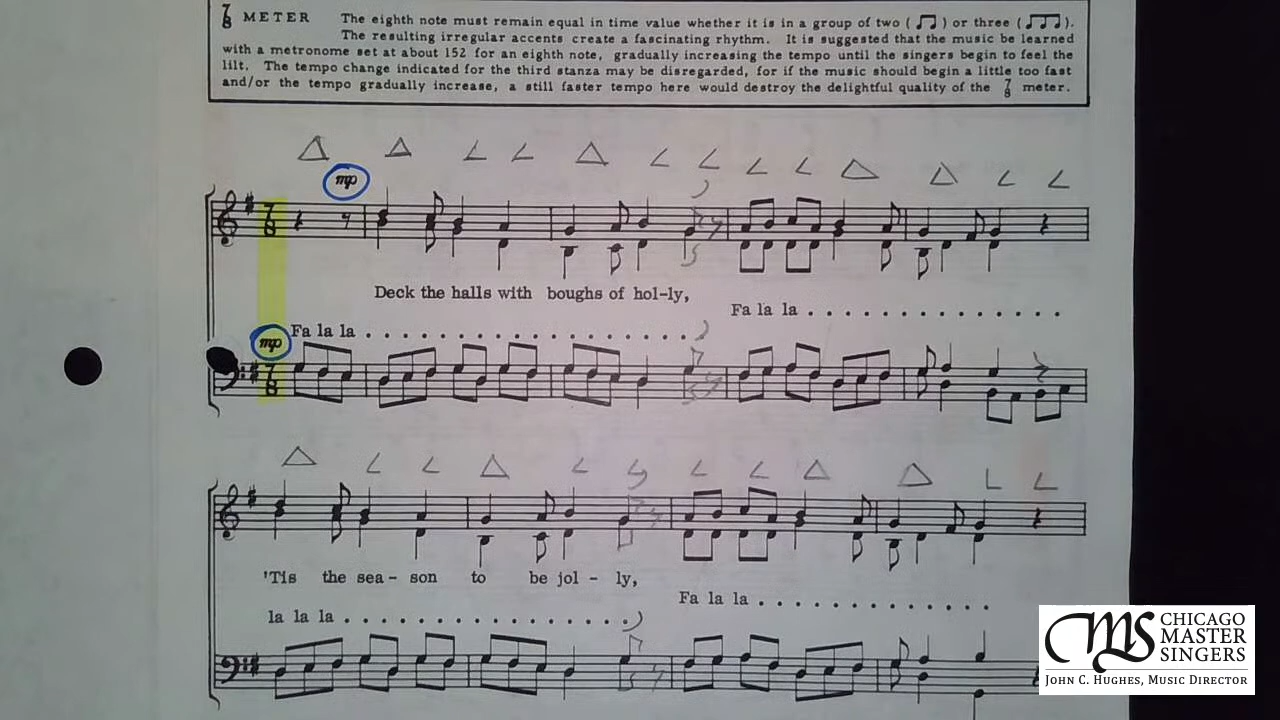 7/8 METER The eighth note must remain equal in time value whether it is in a group of two ( ♫ ) or three ( ♫♪ ).
The resulting irregular accents create a fascinating rhythm. It is suggested that the music be learned
with a metronome set at about 152 for an eighth note, gradually increasing the tempo until the singers begin to feel the
lilt. The tempo change indicated for the third stanza may be disregarded, for if the music should begin a little too fast
and/or the tempo gradually increase, a still faster tempo here would destroy the delightful quality of the 7/8 meter.
mp
7 8
Deck the halls with boughs of hol-ly,
Fa la la . . . . . . . . . . . . . .
Fa la la . . . . . . . . . . . . . . . . . .
mp
7 8
'Tis the sea - son to be jol - ly,
Fa la la . . . . . . . . . . . . .
la la la . . . . . . . . . . . . . . . .
CMS CHICAGO
MASTER
SINGERS
JOHN C. HUGHES, MUSIC DIRECTOR